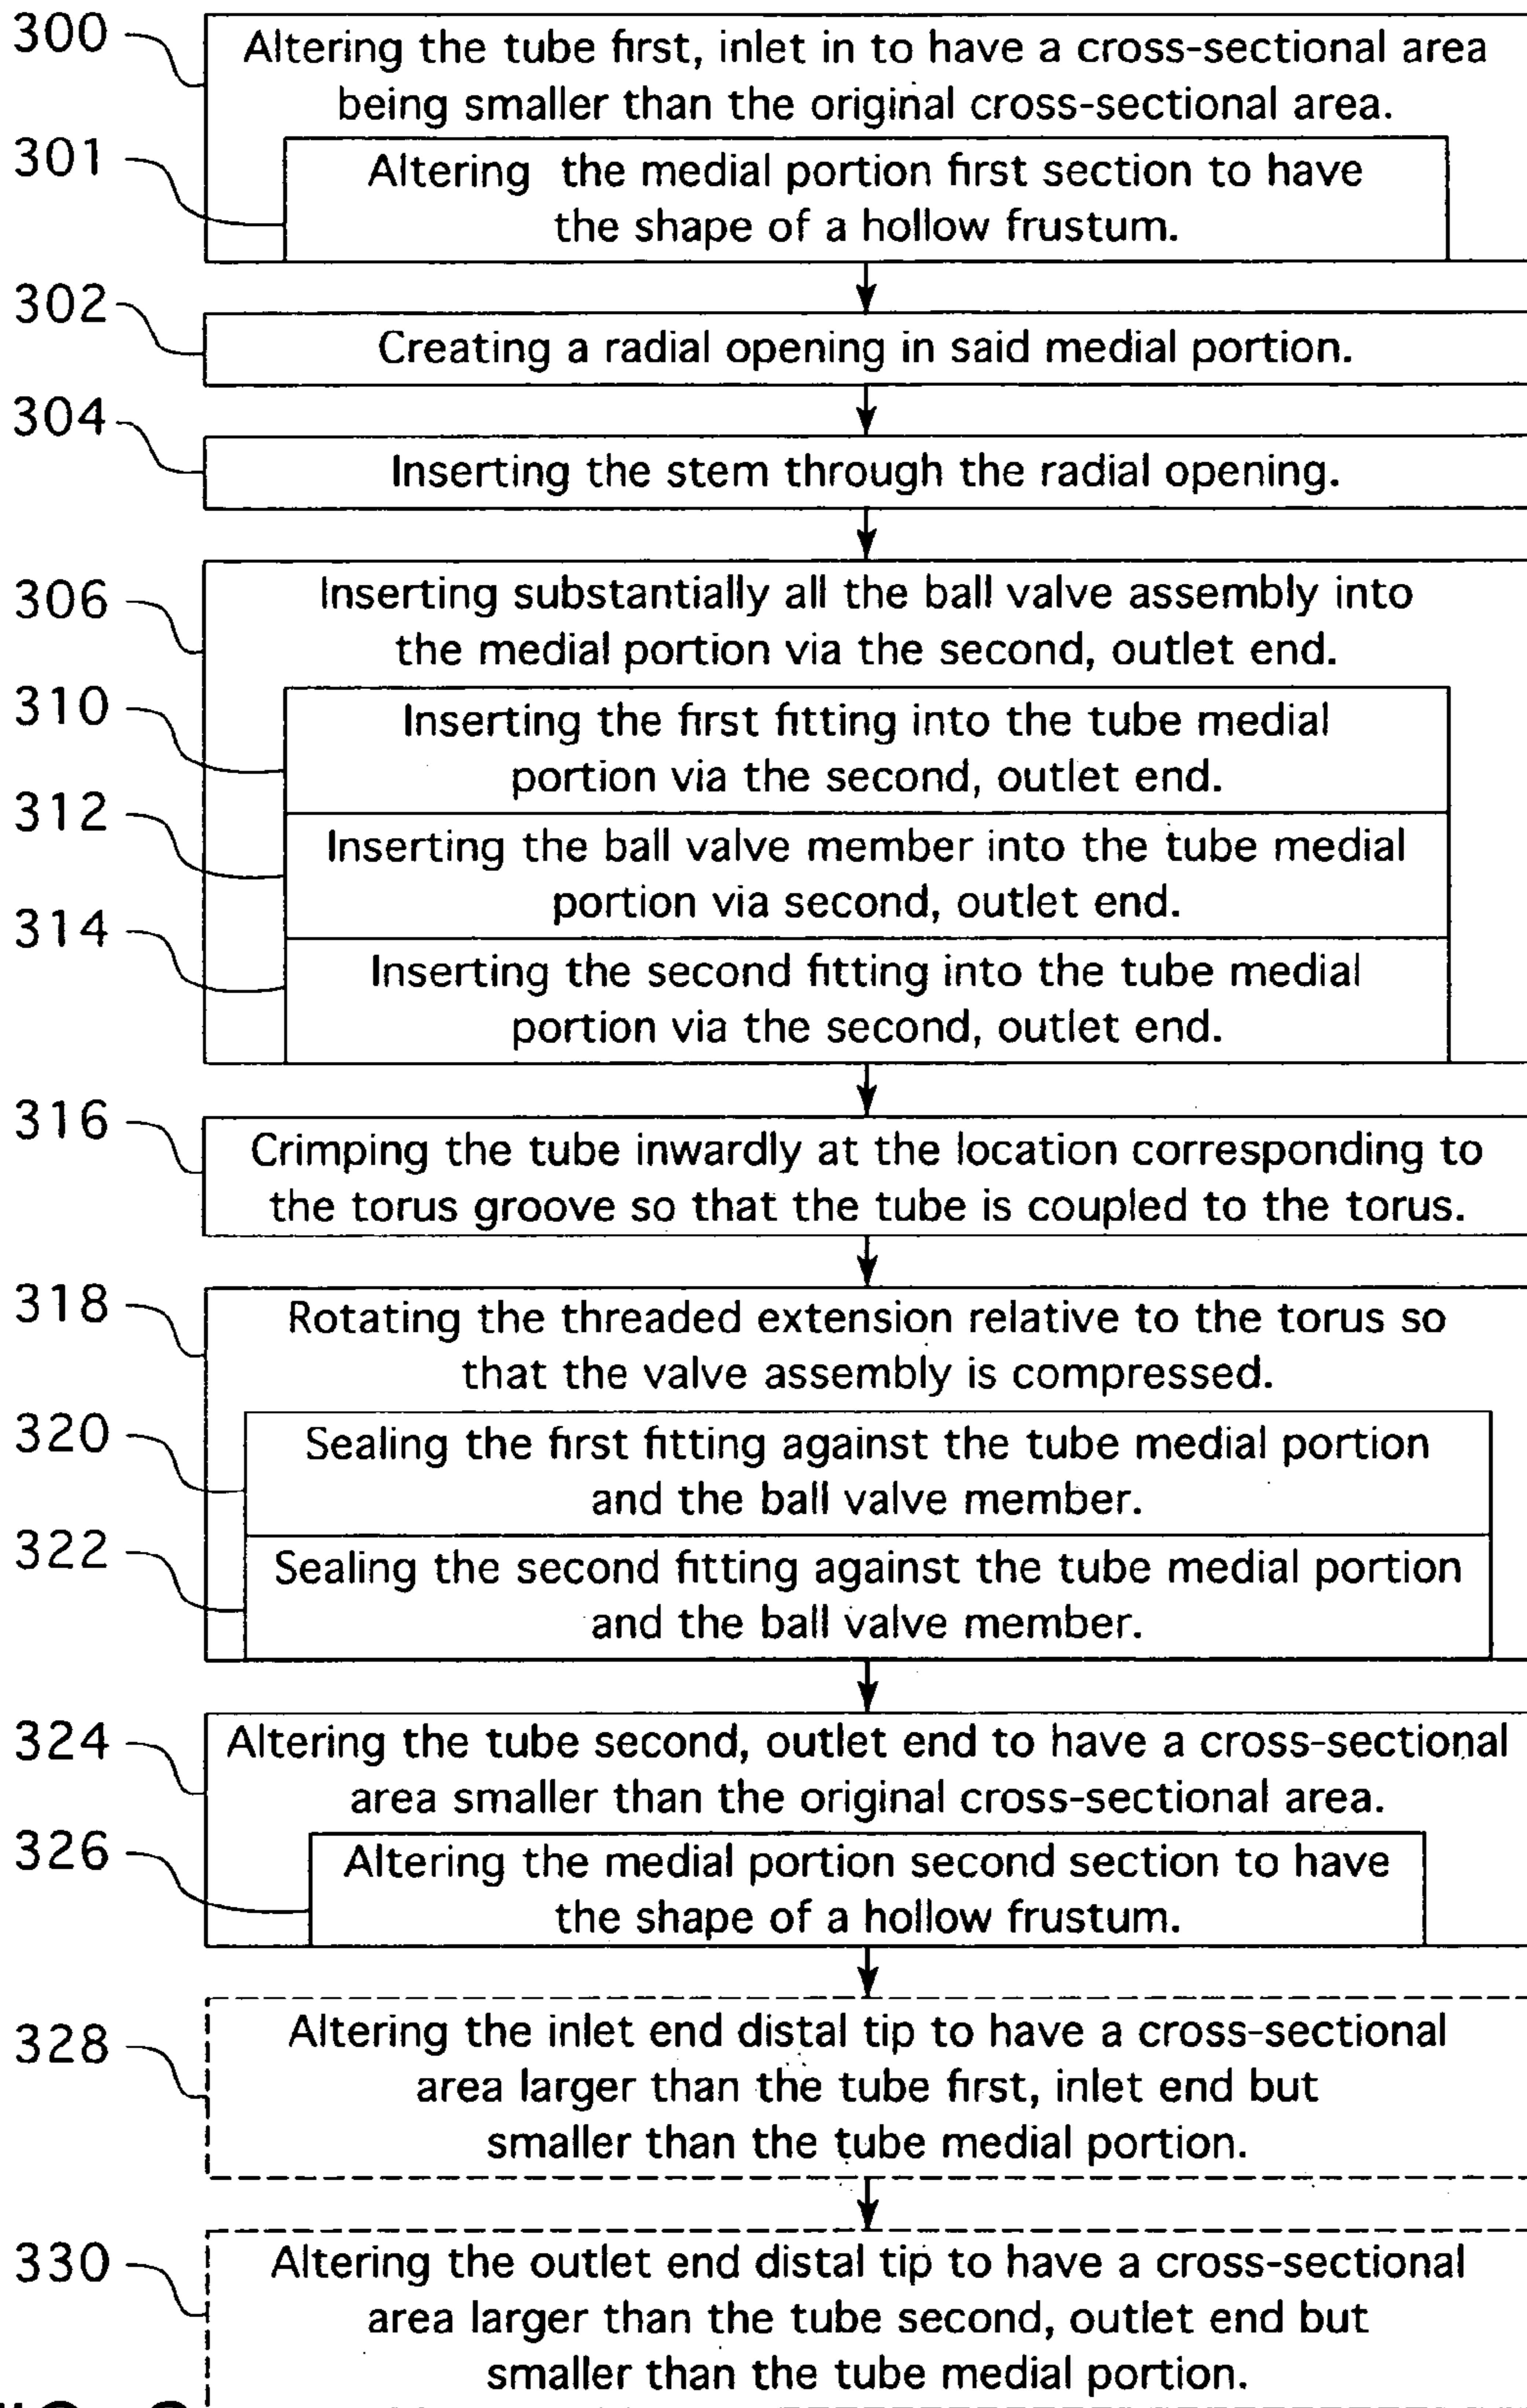 300
Altering the tube first, inlet in to have a cross-sectional area
being smaller than the original cross-sectional area.
301
Altering the medial portion first section to have
the shape of a hollow frustum.
302
Creating a radial opening in said medial portion.
304
Inserting the stem through the radial opening.
306
Inserting substantially all the ball valve assembly into
the medial portion via the second, outlet end.
310
Inserting the first fitting into the tube medial
portion via the second, outlet end.
312
Inserting the ball valve member into the tube medial
portion via second, outlet end.
314
Inserting the second fitting into the tube medial
portion via the second, outlet end.
316
Crimping the tube inwardly at the location corresponding to
the torus groove so that the tube is coupled to the torus.
318
Rotating the threaded extension relative to the torus so
that the valve assembly is compressed.
320
Sealing the first fitting against the tube medial portion
and the ball valve member.
322
Sealing the second fitting against the tube medial portion
and the ball valve member.
324
Altering the tube second, outlet end to have a cross-sectional
area smaller than the original cross-sectional area.
326
Altering the medial portion second section to have
the shape of a hollow frustum.
328
Altering the inlet end distal tip to have a cross-sectional
area larger than the tube first, inlet end but
smaller than the tube medial portion.
330
Altering the outlet end distal tip to have a cross-sectional
area larger than the tube second, outlet end but
smaller than the tube medial portion.